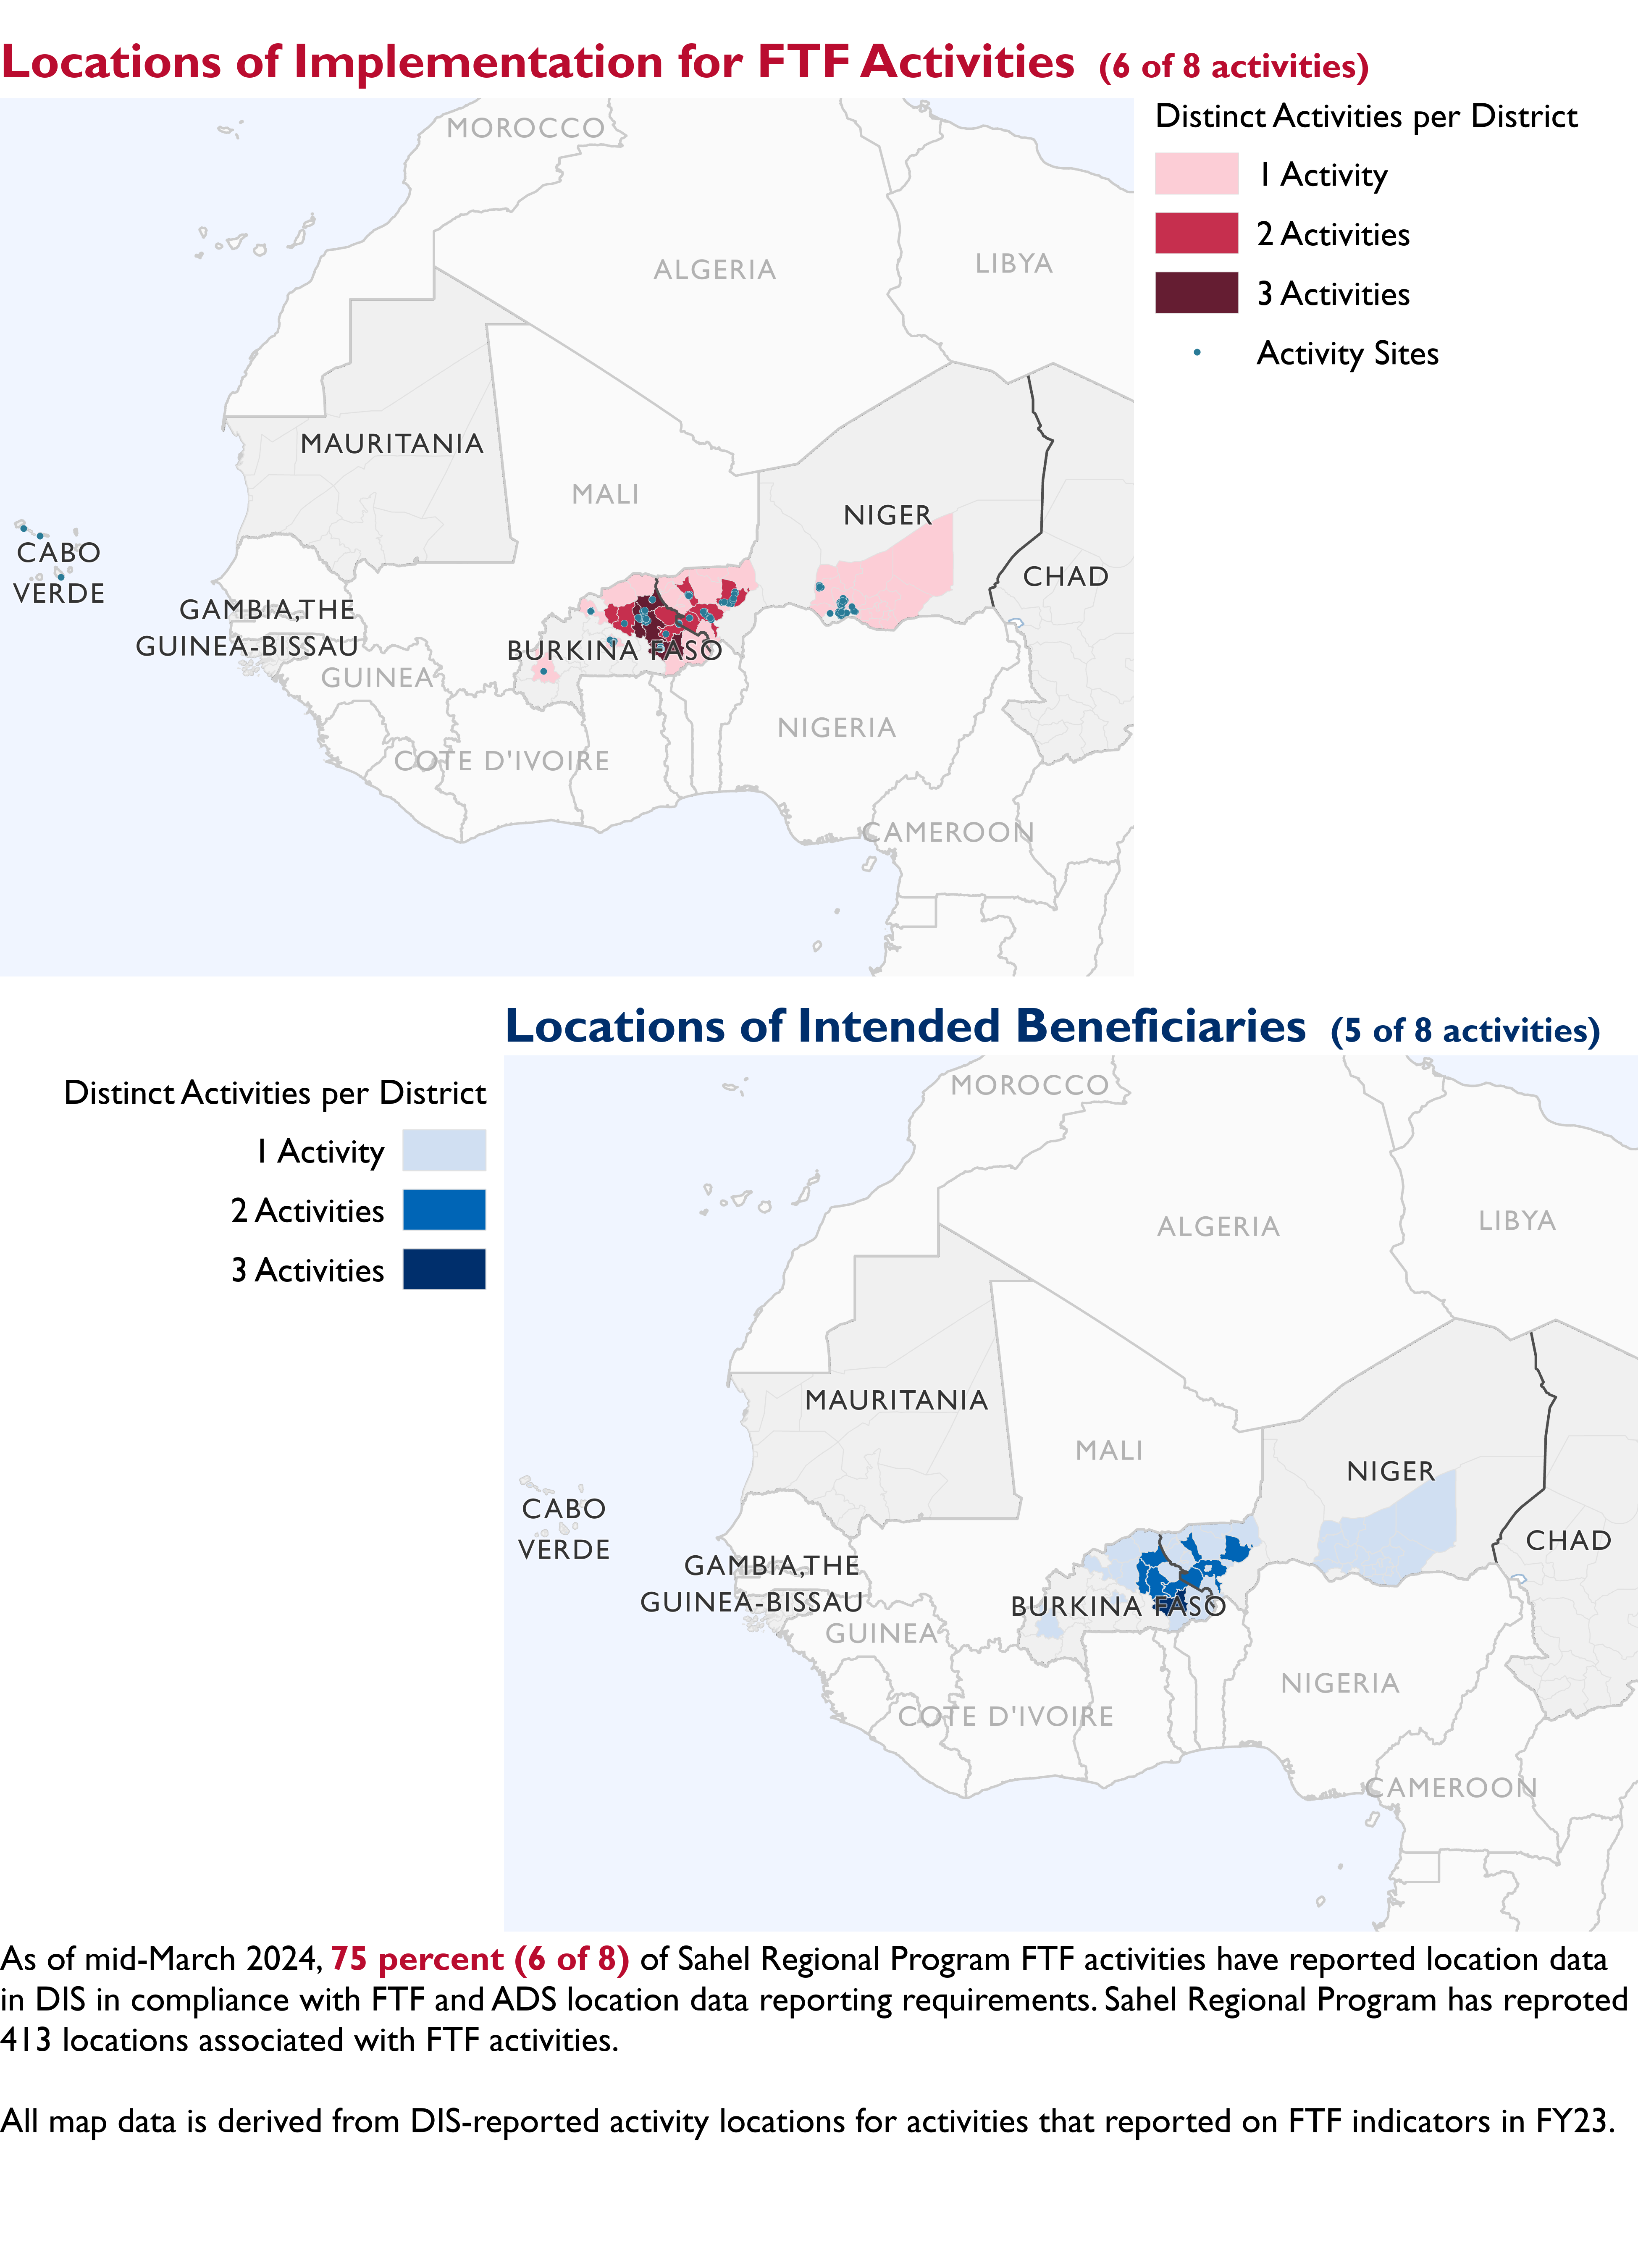 Locations of Implementation for FTF Activities (6 of 8 activities)
Distinct Activities per District
1 Activity
2 Activities
3 Activities
Activity Sites
MOROCCO
ALGERIA
LIBYA
MAURITANIA
MALI
NIGER
CHAD
CABO
VERDE
GAMBIA,THE
GUINEA-BISSAU
GUINEA
BURKINA FASO
NIGERIA
COTE D'IVOIRE
CAMEROON
Locations of Intended Beneficiaries (5 of 8 activities)
Distinct Activities per District
1 Activity
2 Activities
3 Activities
MOROCCO
ALGERIA
LIBYA
MAURITANIA
MALI
NIGER
CHAD
CABO
VERDE
GAMBIA,THE
GUINEA-BISSAU
GUINEA
BURKINA FASO
NIGERIA
COTE D'IVOIRE
CAMEROON
As of mid-March 2024, 75 percent (6 of 8) of Sahel Regional Program FTF activities have reported location data
in DIS in compliance with FTF and ADS location data reporting requirements. Sahel Regional Program has reproted
413 locations associated with FTF activities.
All map data is derived from DIS-reported activity locations for activities that reported on FTF indicators in FY23.